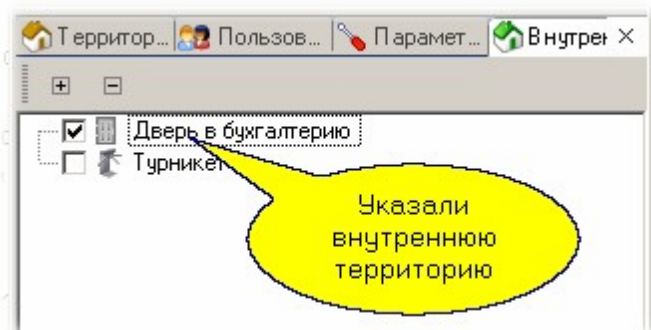 Территор... Пользов... Парамет... Внутрен
Дверь в бухгалтерию
Турникет
Указали
внутреннюю
территорию